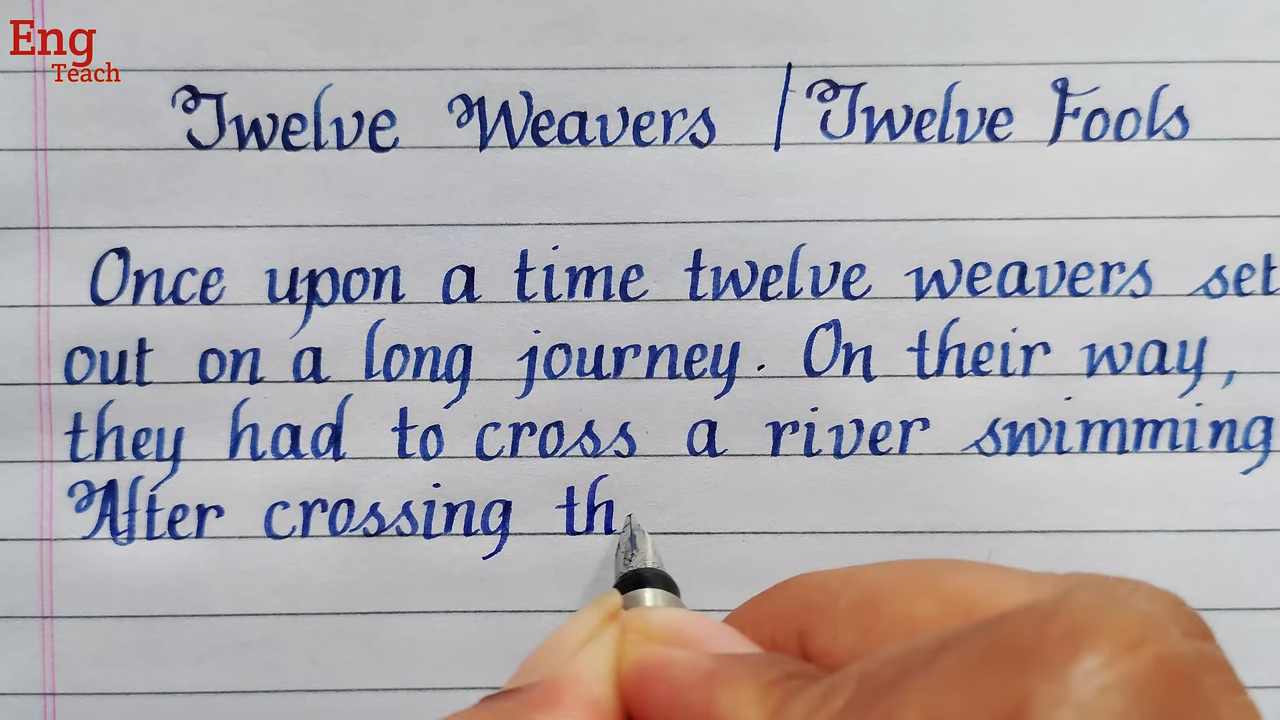 Eng
Teach
Twelve Weavers | Twelve Fools
Once upon a time twelve weavers set
out on a long journey. On their way,
they had to cross a river swimming
After crossing th